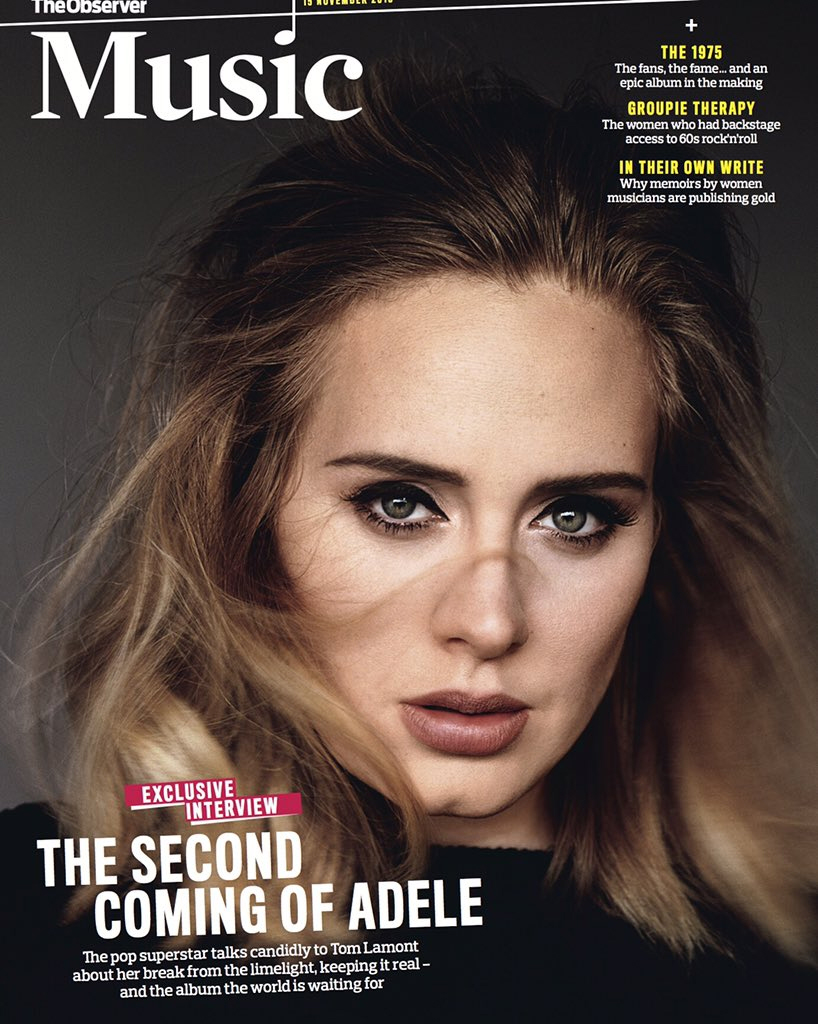 The Observer
15 NOVEMBER 2015
Music
+
THE 1975
The fans, the fame... and an
epic album in the making
GROUPIE THERAPY
The women who had backstage
access to 60s rock'n'roll
IN THEIR OWN WRITE
Why memoirs by women
musicians are publishing gold
EXCLUSIVE
INTERVIEW
THE SECOND
COMING OF ADELE
The pop superstar talks candidly to Tom Lamont
about her break from the limelight, keeping it real –
and the album the world is waiting for